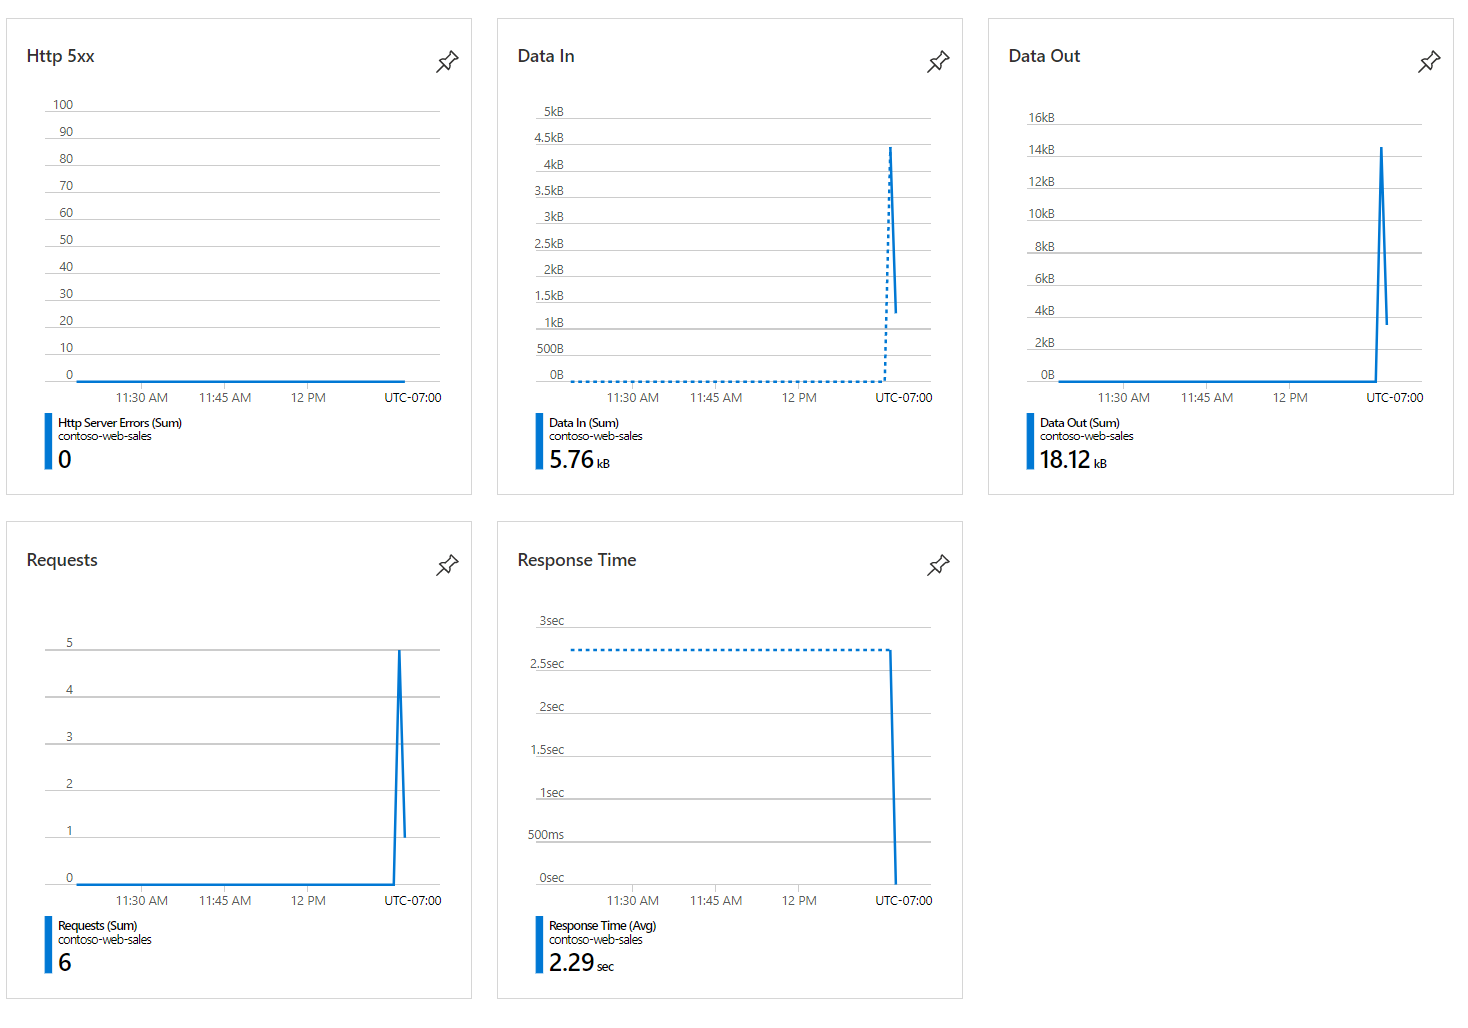 Http 5xx
100
90
80
70
60
50
40
30
20
10
0
11:30 AM 11:45 AM 12 PM UTC-07:00
Http Server Errors (Sum)
contoso-web-sales
0
Data In
5kB
4.5kB
4kB
3.5kB
3kB
2.5kB
2kB
1.5kB
1kB
500B
0B
11:30 AM 11:45 AM 12 PM UTC-07:00
Data In (Sum)
contoso-web-sales
5.76 kB
Data Out
16kB
14kB
12kB
10kB
8kB
6kB
4kB
2kB
0B
11:30 AM 11:45 AM 12 PM UTC-07:00
Data Out (Sum)
contoso-web-sales
18.12 kB
Requests
5
4
3
2
1
0
11:30 AM 11:45 AM 12 PM UTC-07:00
Requests (Sum)
contoso-web-sales
6
Response Time
3sec
2.5sec
2sec
1.5sec
1sec
500ms
0sec
11:30 AM 11:45 AM 12 PM UTC-07:00
Response Time (Avg)
contoso-web-sales
2.29 sec